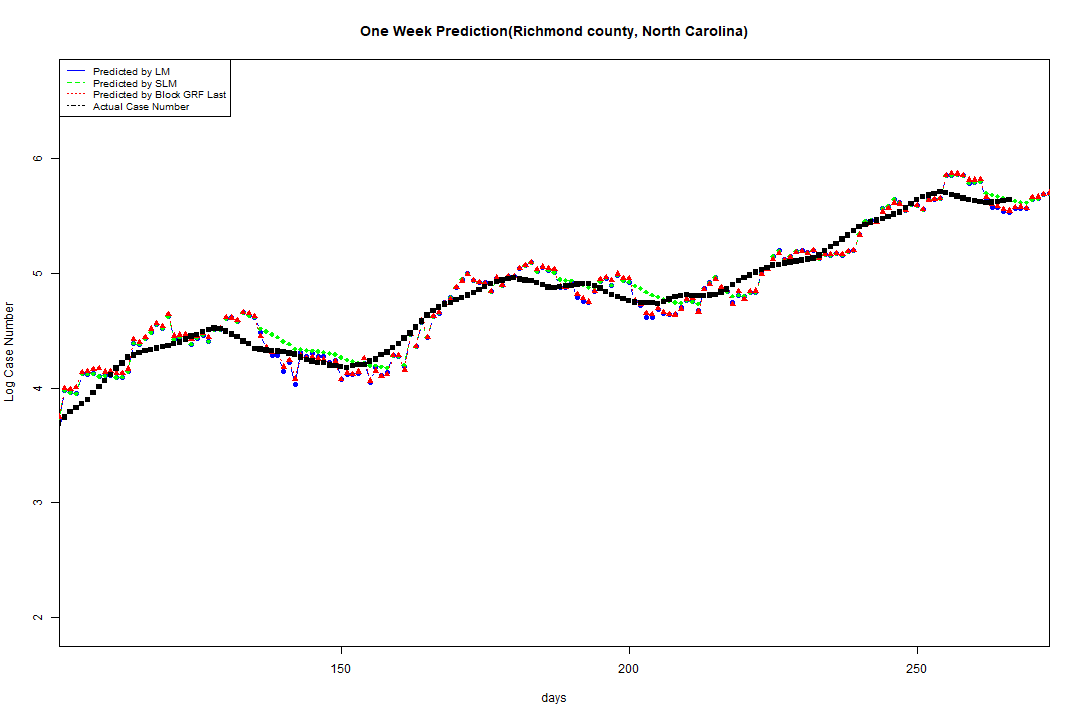 One Week Prediction(Richmond county, North Carolina)
Predicted by LM
Predicted by SLM
Predicted by Block GRF Last
Actual Case Number
6
5
4
3
2
Log Case Number
150
200
250
days